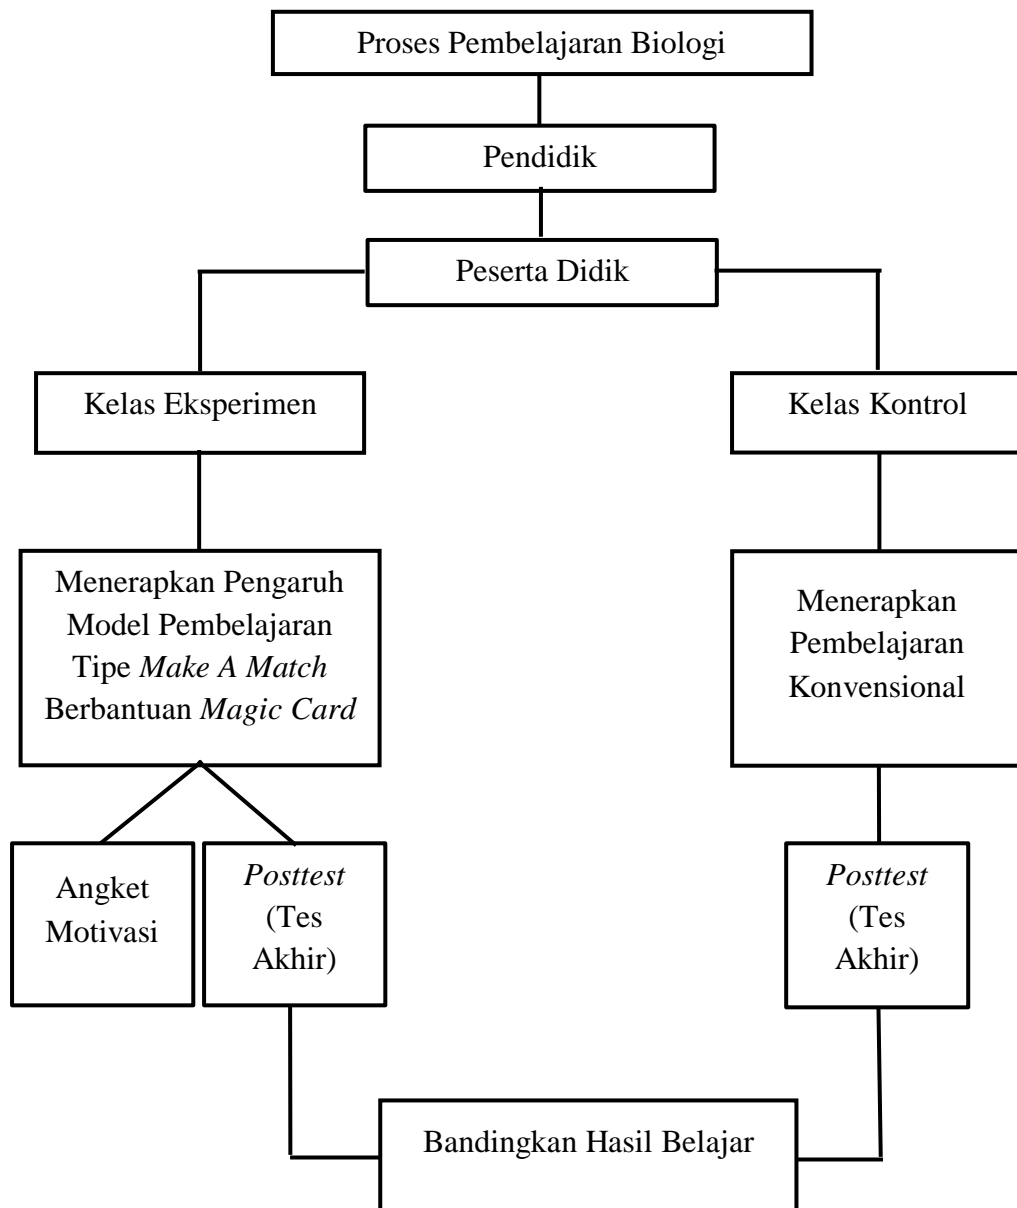 Proses Pembelajaran Biologi
Pendidik
Peserta Didik
Kelas Eksperimen
Kelas Kontrol
Menerapkan Pengaruh
Model Pembelajaran
Tipe Make A Match
Berbantuan Magic Card
Menerapkan
Pembelajaran
Konvensional
Angket
Motivasi
Posttest
(Tes
Akhir)
Posttest
(Tes
Akhir)
Bandingkan Hasil Belajar